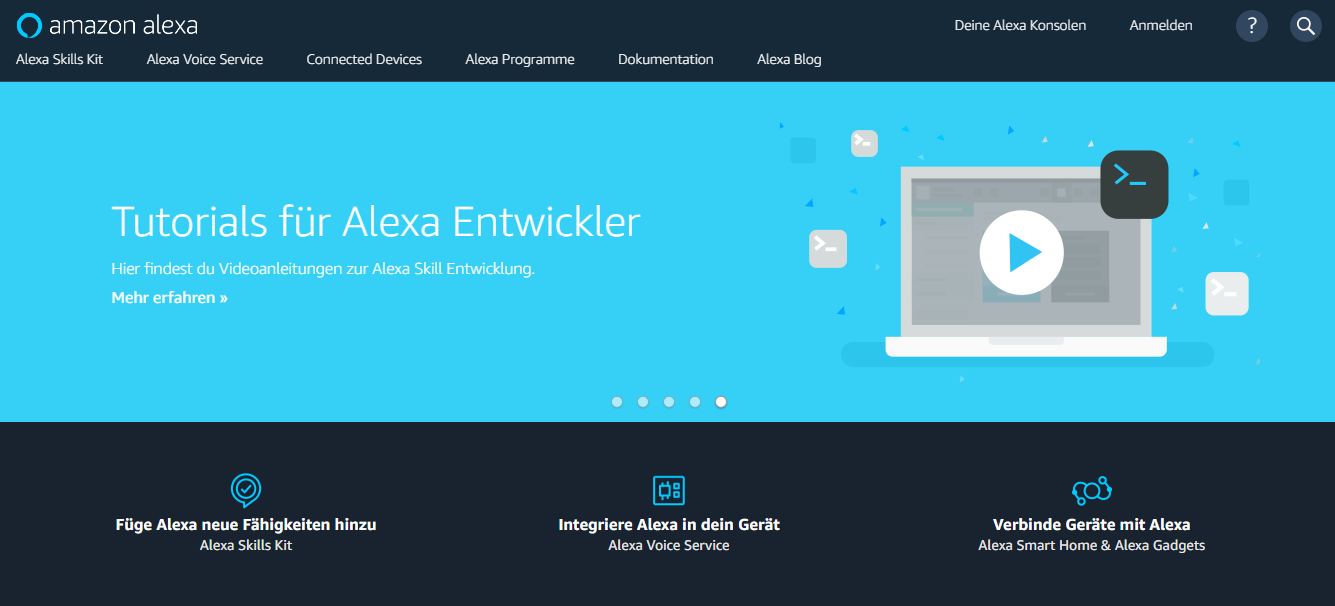 amazon alexa
Deine Alexa Konsolen
Anmelden
?
Alexa Skills Kit
Alexa Voice Service
Connected Devices
Alexa Programme
Dokumentation
Alexa Blog
Tutorials für Alexa Entwickler
Hier findest du Videoanleitungen zur Alexa Skill Entwicklung.
Mehr erfahren »
Füge Alexa neue Fähigkeiten hinzu
Alexa Skills Kit
Integriere Alexa in dein Gerät
Alexa Voice Service
Verbinde Geräte mit Alexa
Alexa Smart Home & Alexa Gadgets